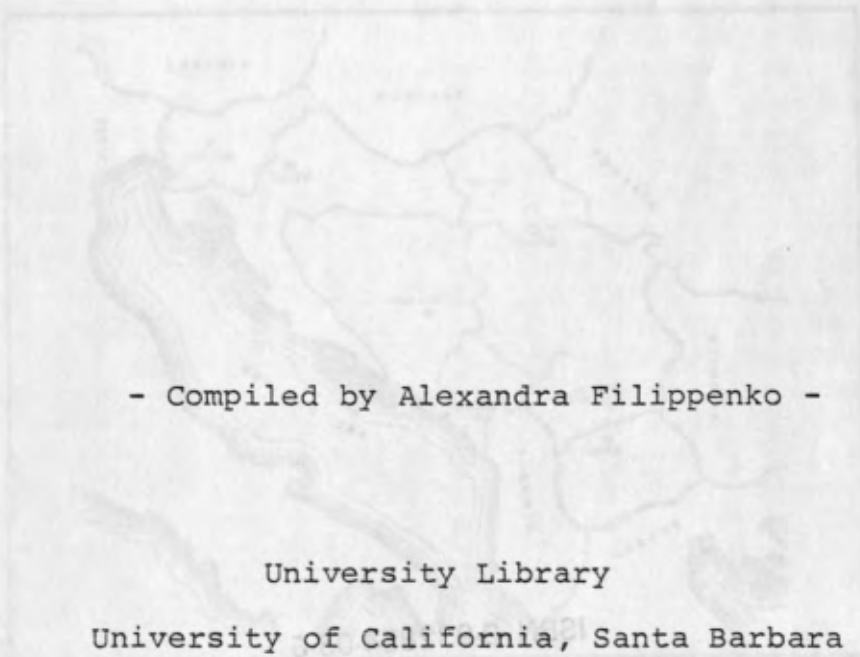 - Compiled by Alexandra Filippenko -
University Library
University of California, Santa Barbara